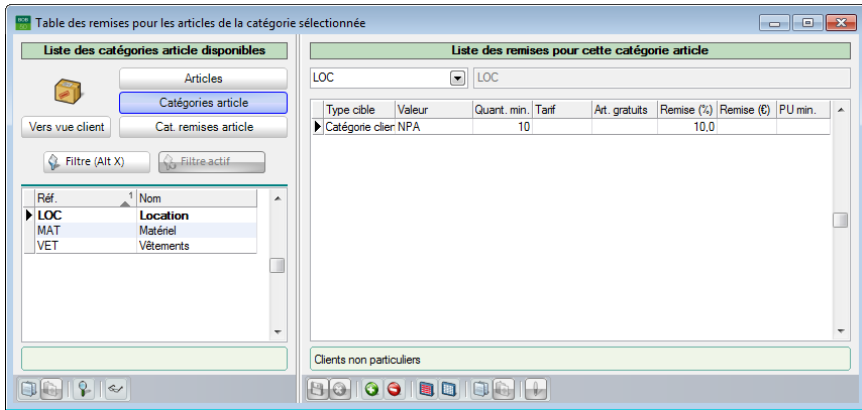 Table des remises pour les articles de la catégorie sélectionnée
Liste des catégories article disponibles
Articles
Catégories article
Vers vue client
Cat. remises article
Filtre (Alt X)
Filtre actif
Réf. 1 Nom
LOC Location
MAT Matériel
VET Vêtements
Liste des remises pour cette catégorie article
LOC LOC
Type cible Valeur Quant. min. Tarif Art. gratuits Remise (%) Remise (€) PU min.
Catégorie clier NPA 10 10,0
Clients non particuliers